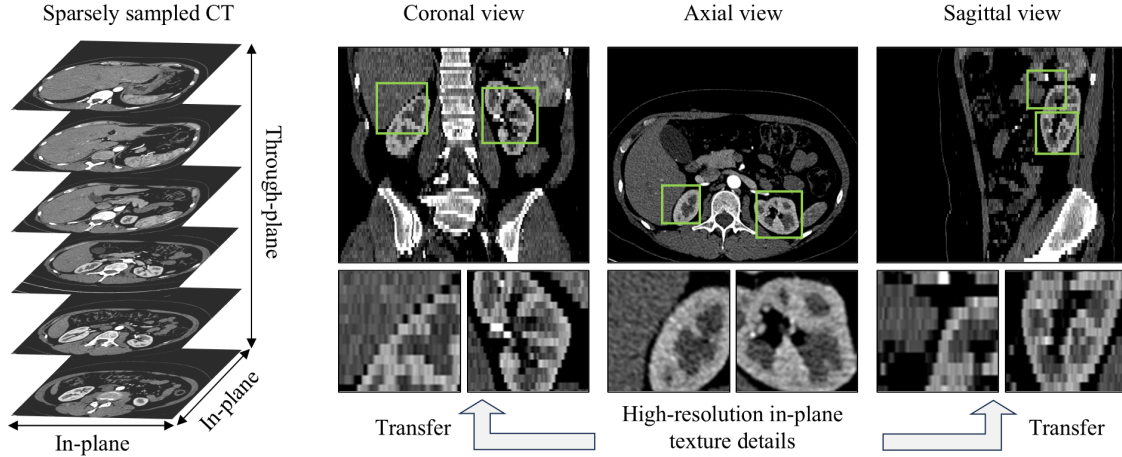 Sparsely sampled CT
Coronal view
Axial view
Sagittal view
Through-plane
In-plane
In-plane
Transfer
High-resolution in-plane
texture details
Transfer